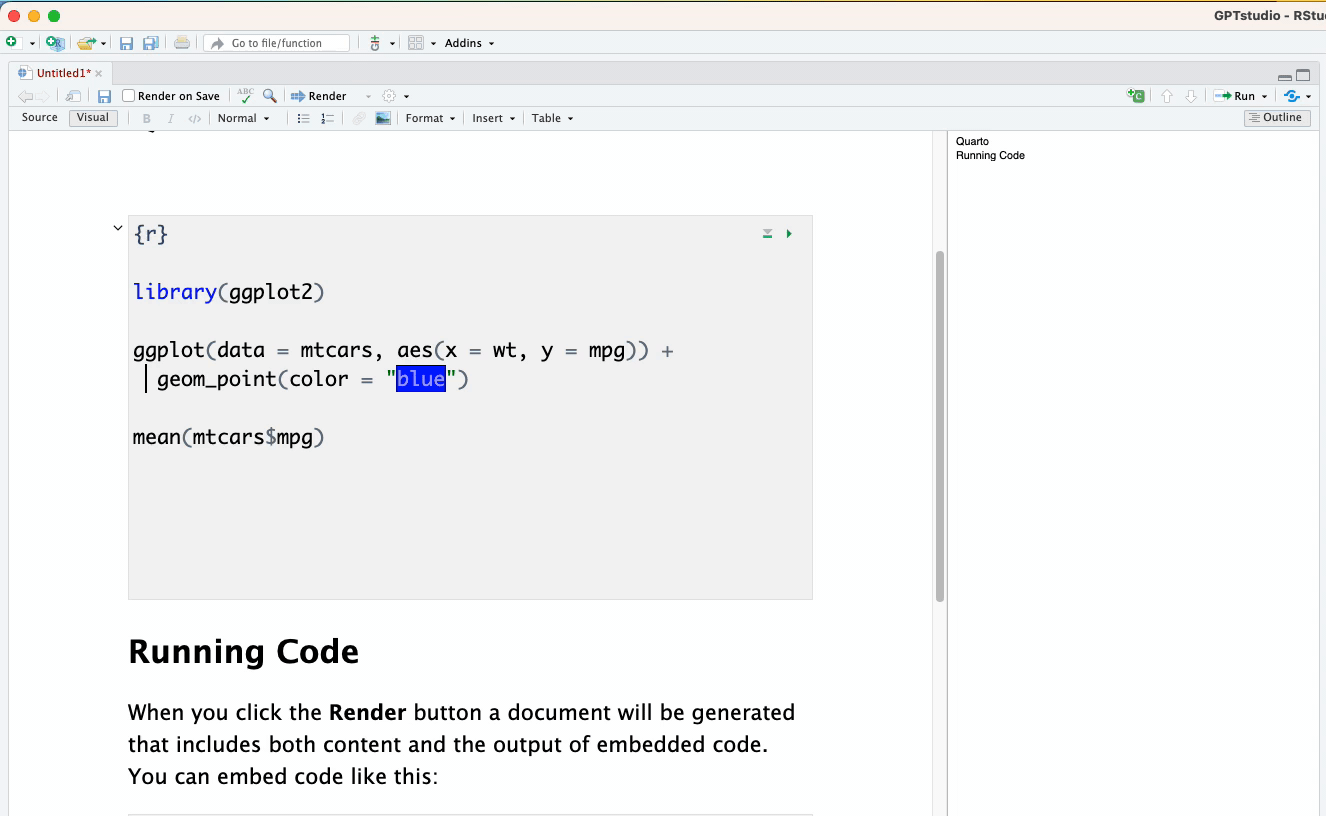 GPTstudio - RStu
Go to file/function
Addins
Untitled1*
Render on Save
ABC
Render
C
Run
Source
Visual
B
I
</>
Normal
Format
Insert
Table
Outline
Quarto
Running Code
{r}
library(ggplot2)
ggplot(data = mtcars, aes(x = wt, y = mpg)) +
geom_point(color = "blue")
mean(mtcars$mpg)
Running Code
When you click the Render button a document will be generated
that includes both content and the output of embedded code.
You can embed code like this: